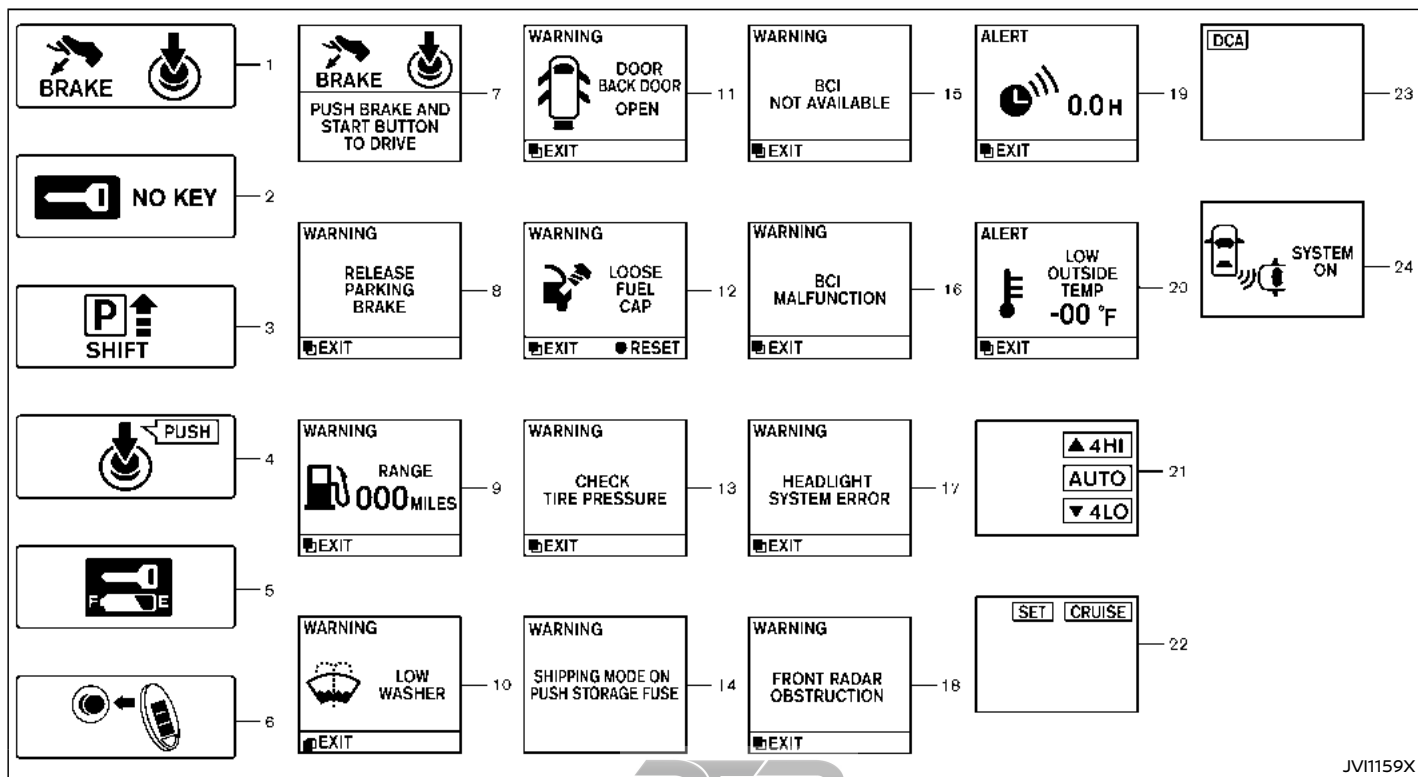 BRAKE
1
NO KEY
2
P
SHIFT
3
PUSH
4
F E
5
6
BRAKE
PUSH BRAKE AND
START BUTTON
TO DRIVE
7
WARNING
RELEASE
PARKING
BRAKE
EXIT
8
WARNING
RANGE
000 MILES
EXIT
9
WARNING
LOW
WASHER
EXIT
10
WARNING
DOOR
BACK DOOR
OPEN
EXIT
11
WARNING
LOOSE
FUEL
CAP
EXIT ●RESET
12
WARNING
CHECK
TIRE PRESSURE
EXIT
13
WARNING
SHIPPING MODE ON
PUSH STORAGE FUSE
14
WARNING
BCI
NOT AVAILABLE
EXIT
15
WARNING
BCI
MALFUNCTION
EXIT
16
WARNING
HEADLIGHT
SYSTEM ERROR
EXIT
17
WARNING
FRONT RADAR
OBSTRUCTION
EXIT
18
ALERT
0.0 H
EXIT
19
ALERT
LOW
OUTSIDE
TEMP
-00 °F
EXIT
20
▲ 4HI
AUTO
▼ 4LO
21
SET CRUISE
22
DCA
23
SYSTEM
ON
24
JVI1159X